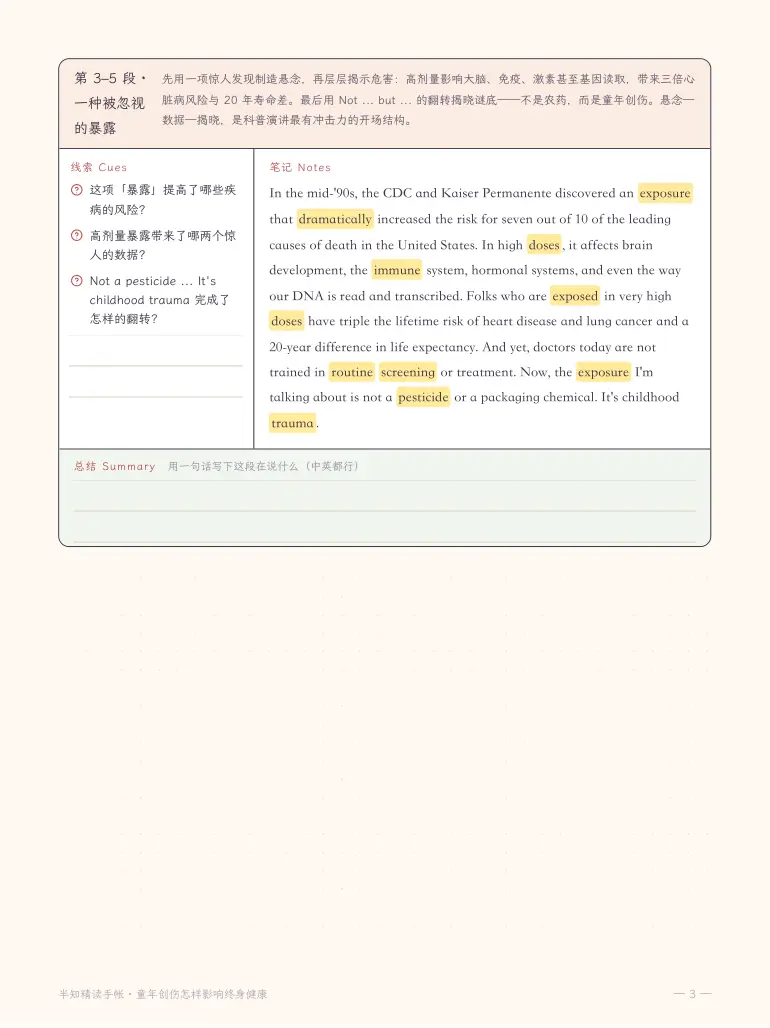 第 3–5 段·
一种被忽视
的暴露
先用一项惊人发现制造悬念，再层层揭示危害：高剂量影响大脑、免疫、激素甚至基因读取，带来三倍心
脏病风险与 20 年寿命差。最后用 Not … but … 的翻转揭晓谜底——不是农药，而是童年创伤。悬念—
数据—揭晓，是科普演讲最有冲击力的开场结构。
线索 Cues
这项「暴露」提高了哪些疾
病的风险？
高剂量暴露带来了哪两个惊
人的数据？
Not a pesticide … It's
childhood trauma 完成了
怎样的翻转？
笔记 Notes
In the mid-'90s, the CDC and Kaiser Permanente discovered an exposure
that dramatically increased the risk for seven out of 10 of the leading
causes of death in the United States. In high doses, it affects brain
development, the immune system, hormonal systems, and even the way
our DNA is read and transcribed. Folks who are exposed in very high
doses have triple the lifetime risk of heart disease and lung cancer and a
20-year difference in life expectancy. And yet, doctors today are not
trained in routine screening or treatment. Now, the exposure I'm
talking about is not a pesticide or a packaging chemical. It's childhood
trauma.
总结 Summary 用一句话写下这段在说什么（中英都行）
半知精读手帐·童年创伤怎样影响终身健康
— 3 —